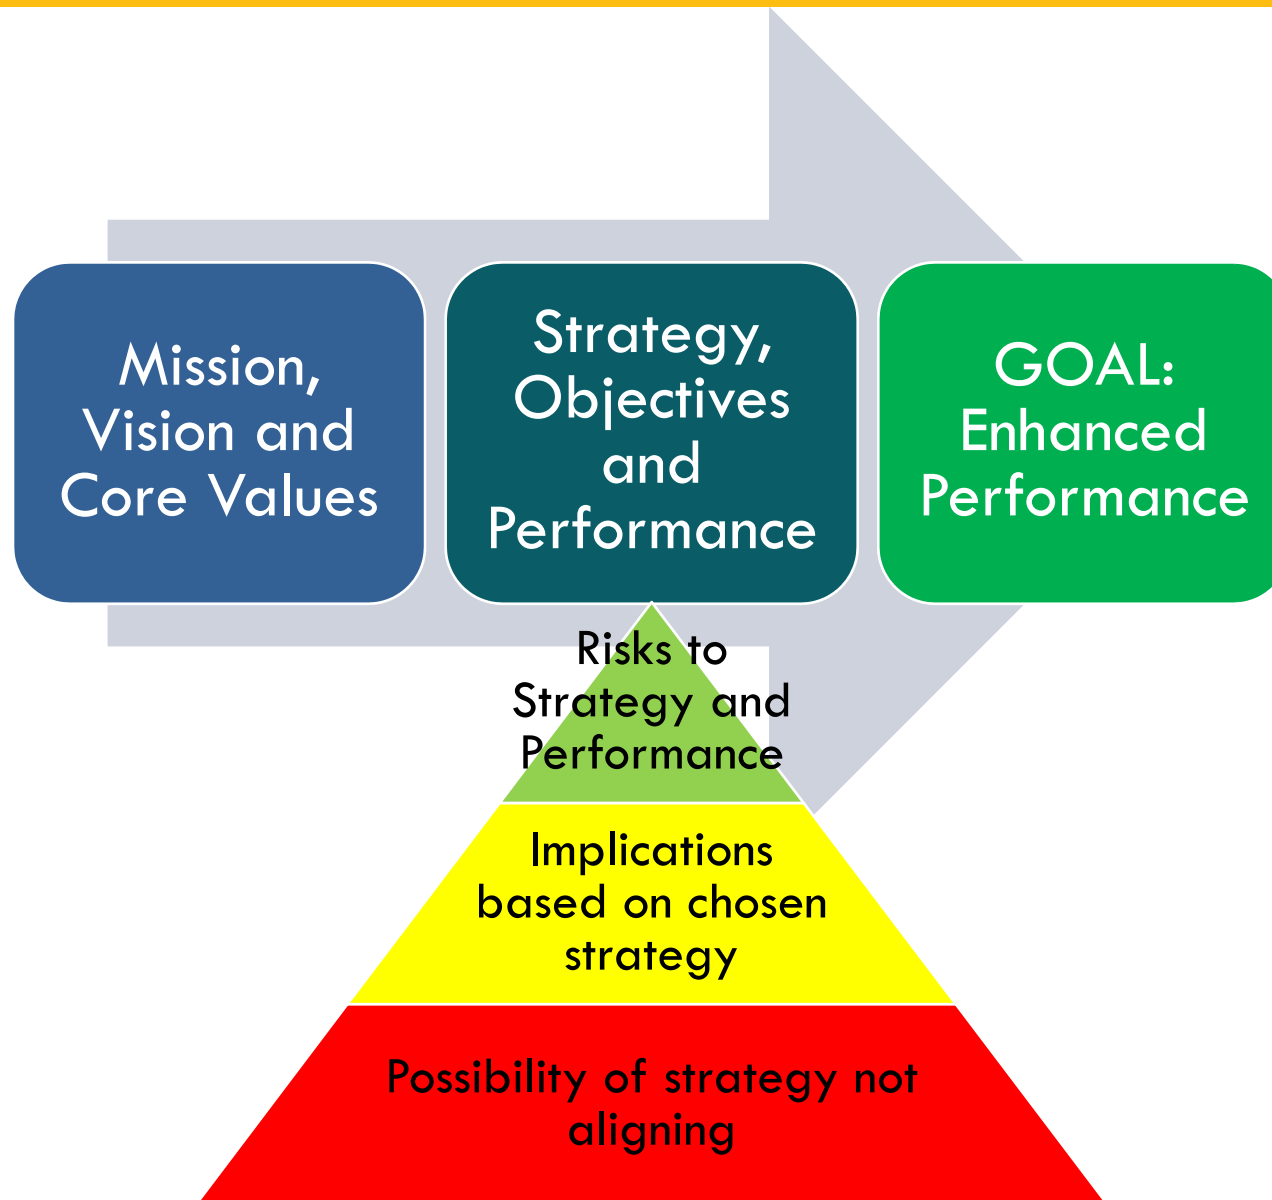 Mission,
Vision and
Core Values
Strategy,
Objectives
and
Performance
GOAL:
Enhanced
Performance
Risks to
Strategy and
Performance
Implications
based on chosen
strategy
Possibility of strategy not
aligning